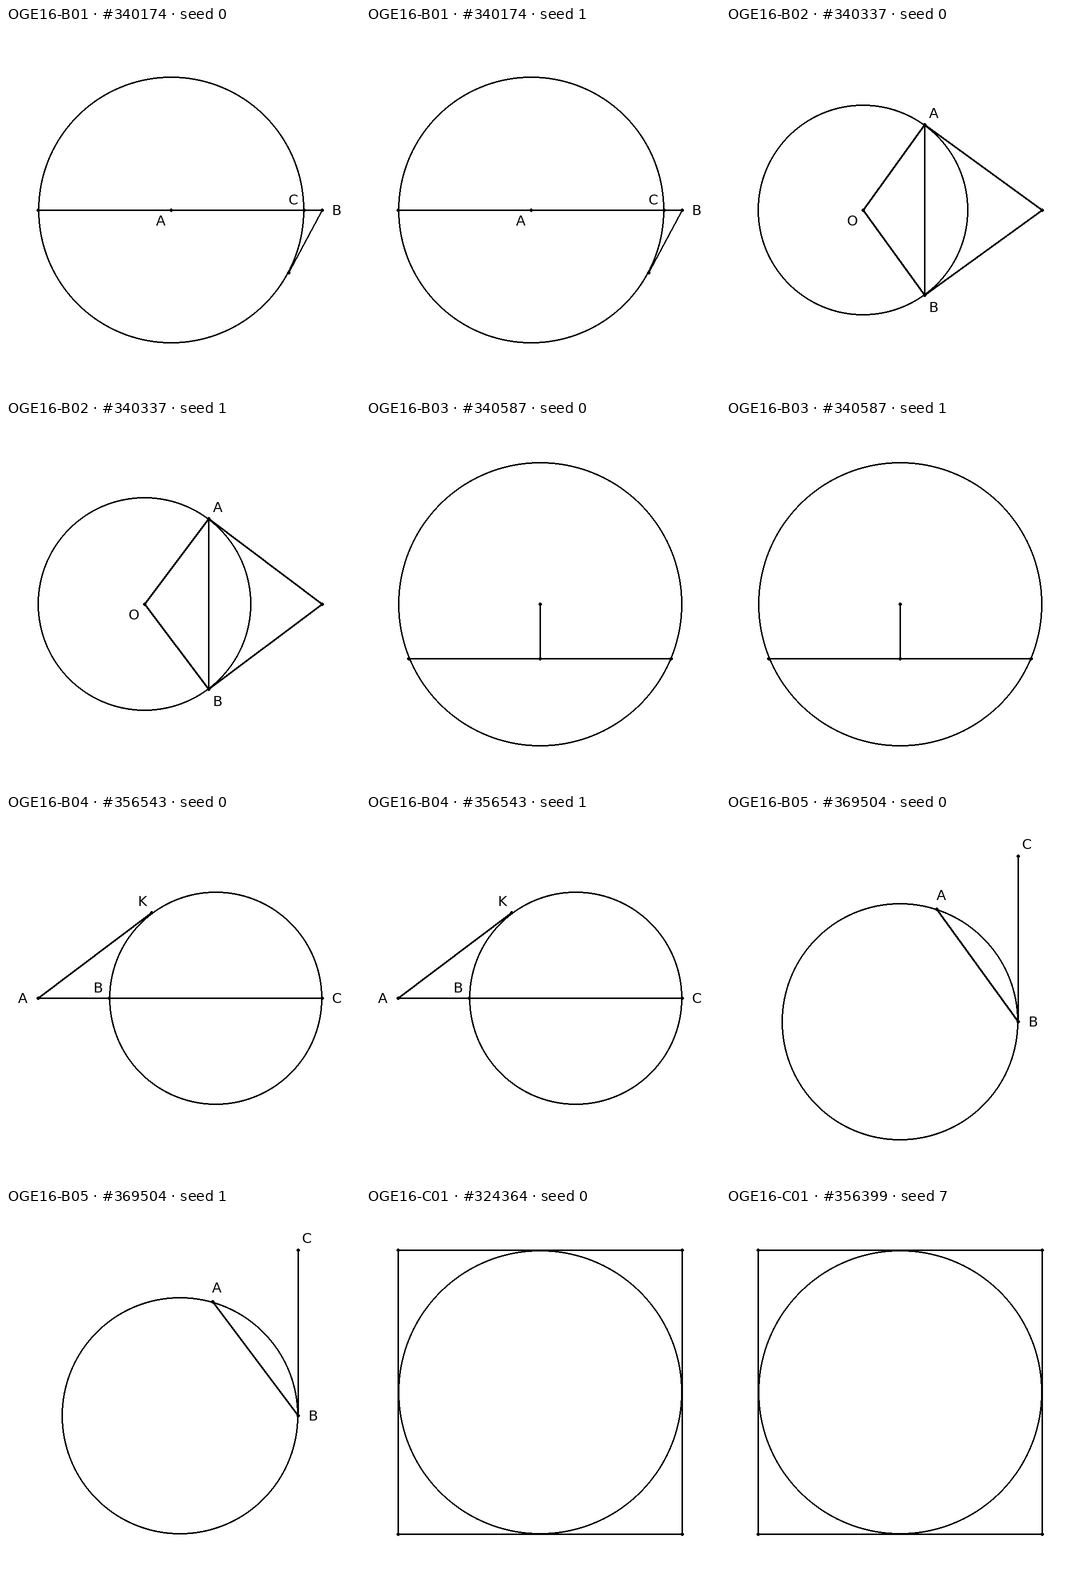 OGE16-B01 · #340174 · seed 0
OGE16-B01 · #340174 · seed 1
OGE16-B02 · #340337 · seed 0
C
A
B
C
A
B
A
O
B
OGE16-B02 · #340337 · seed 1
OGE16-B03 · #340587 · seed 0
OGE16-B03 · #340587 · seed 1
A
O
B
OGE16-B04 · #356543 · seed 0
OGE16-B04 · #356543 · seed 1
OGE16-B05 · #369504 · seed 0
K
B
A
C
K
B
A
C
C
A
B
OGE16-B05 · #369504 · seed 1
OGE16-C01 · #324364 · seed 0
OGE16-C01 · #356399 · seed 7
C
A
B